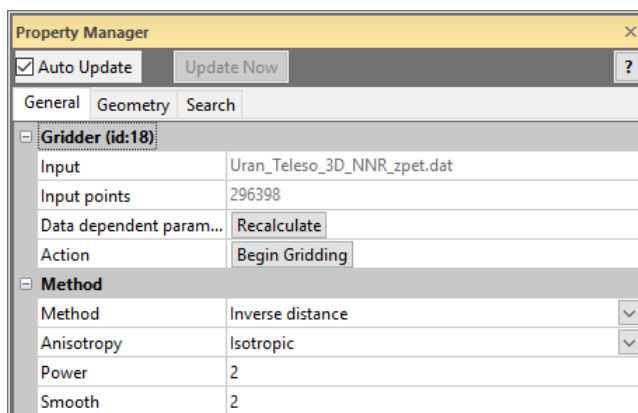 Property Manager
Auto Update Update Now ?
General Geometry Search
Gridder (id:18)
Input Uran_Teleso_3D_NNR_zpet.dat
Input points 296398
Data dependent param... Recalculate
Action Begin Gridding
Method
Method Inverse distance
Anisotropy Isotropic
Power 2
Smooth 2